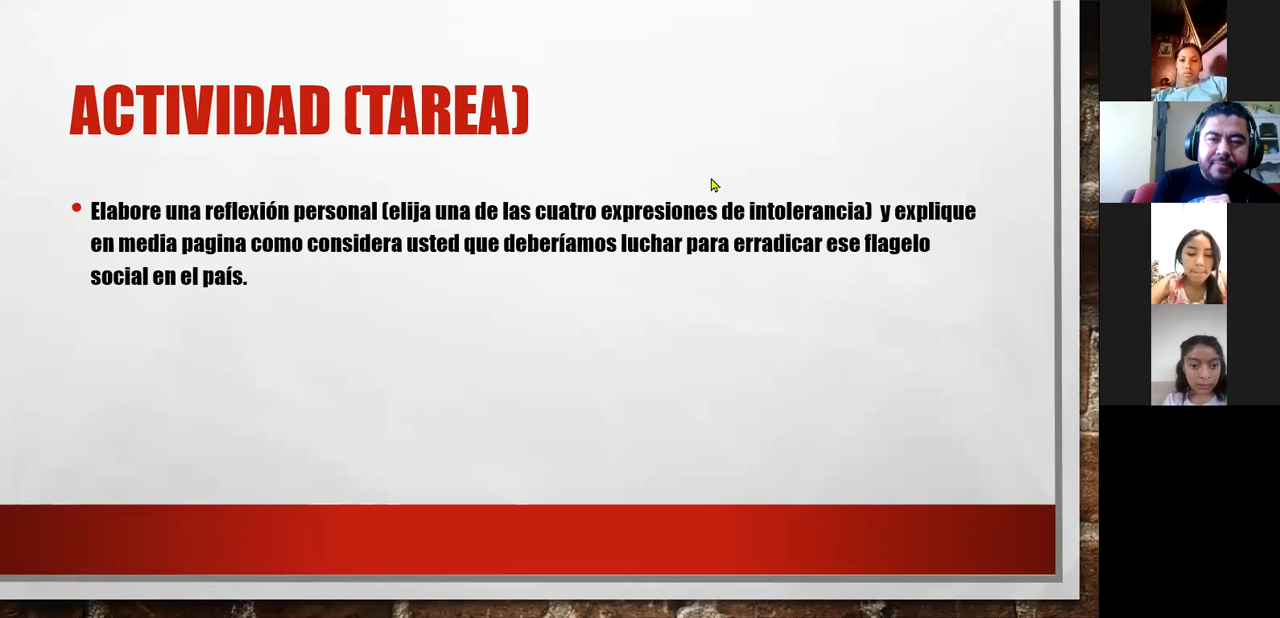 ACTIVIDAD (TAREA)
• Elabore una reflexión personal (elija una de las cuatro expresiones de intolerancia)  y explique
en media pagina como considera usted que deberíamos luchar para erradicar ese flagelo
social en el país.